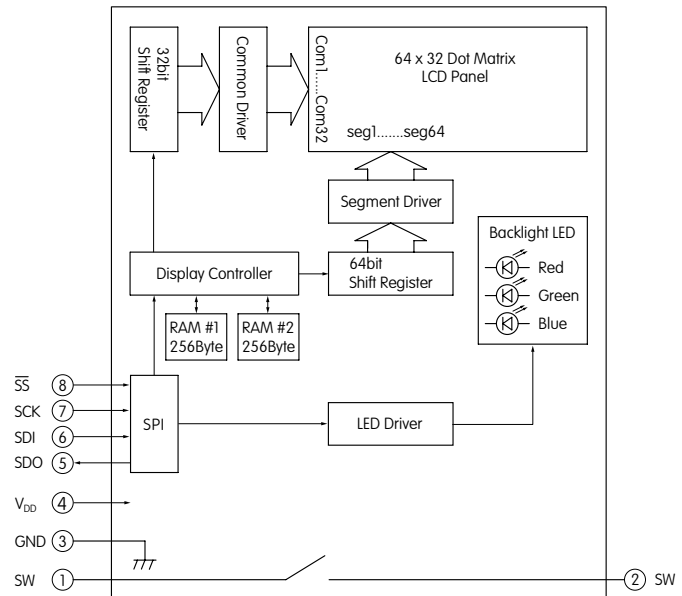 32bit
Shift Register
Common Driver
Com1......Com32
64 x 32 Dot Matrix
LCD Panel
seg1.......seg64
Segment Driver
Backlight LED
Red
Green
Blue
Display Controller
64bit
Shift Register
RAM #1
256Byte
RAM #2
256Byte
S̅S̅ 8
SCK 7
SDI 6
SDO 5
SPI
LED Driver
VDD 4
GND 3
SW 1
2 SW